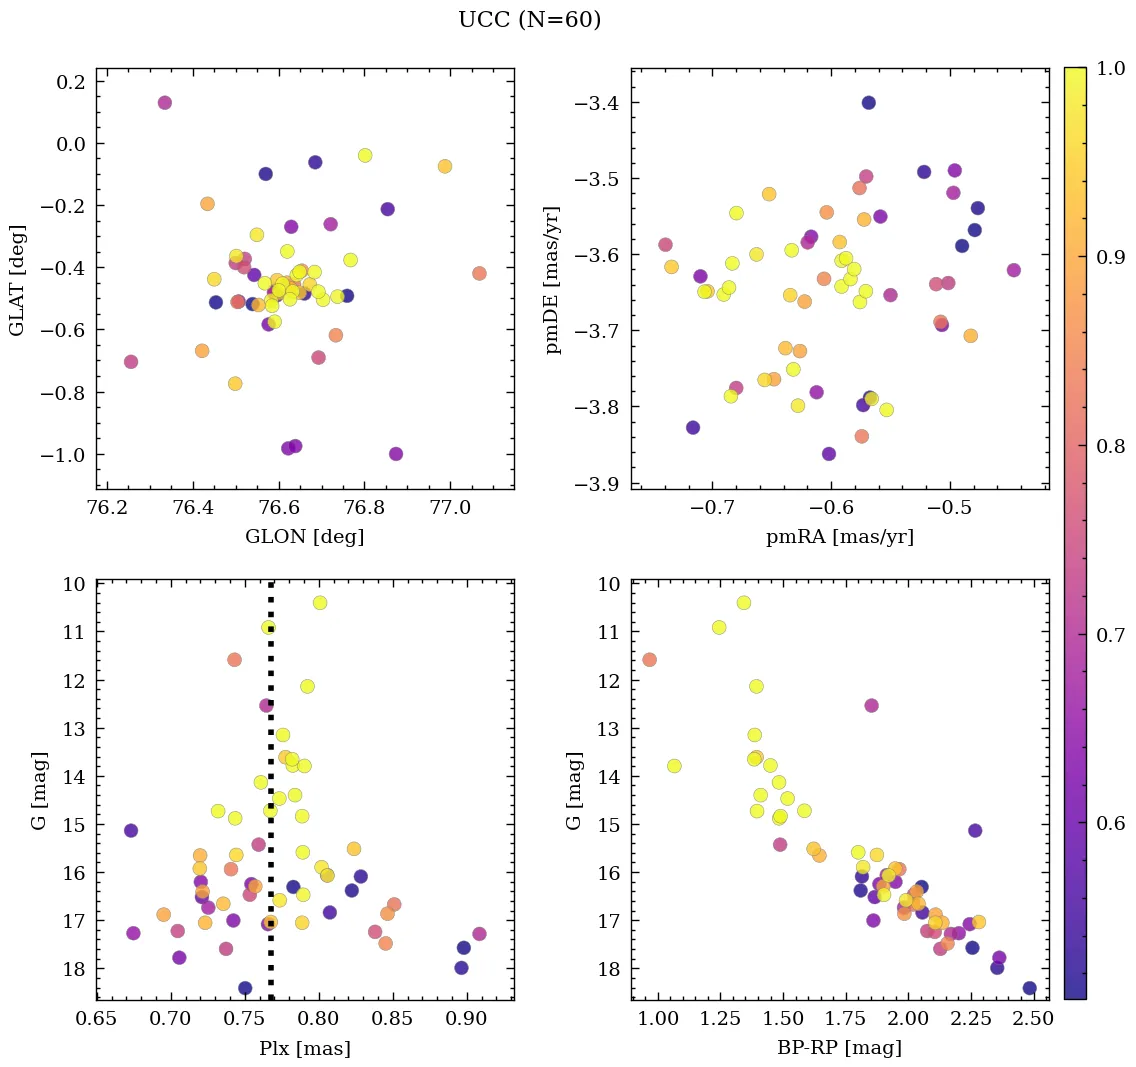 UCC (N=60)
0.2
0.0
−0.2
−0.4
−0.6
−0.8
−1.0
GLAT [deg]
76.2 76.4 76.6 76.8 77.0
GLON [deg]
−3.4
−3.5
−3.6
−3.7
−3.8
−3.9
pmDE [mas/yr]
−0.7 −0.6 −0.5
pmRA [mas/yr]
10
11
12
13
14
15
16
17
18
G [mag]
0.65 0.70 0.75 0.80 0.85 0.90
Plx [mas]
10
11
12
13
14
15
16
17
18
G [mag]
1.00 1.25 1.50 1.75 2.00 2.25 2.50
BP-RP [mag]
1.0
0.9
0.8
0.7
0.6